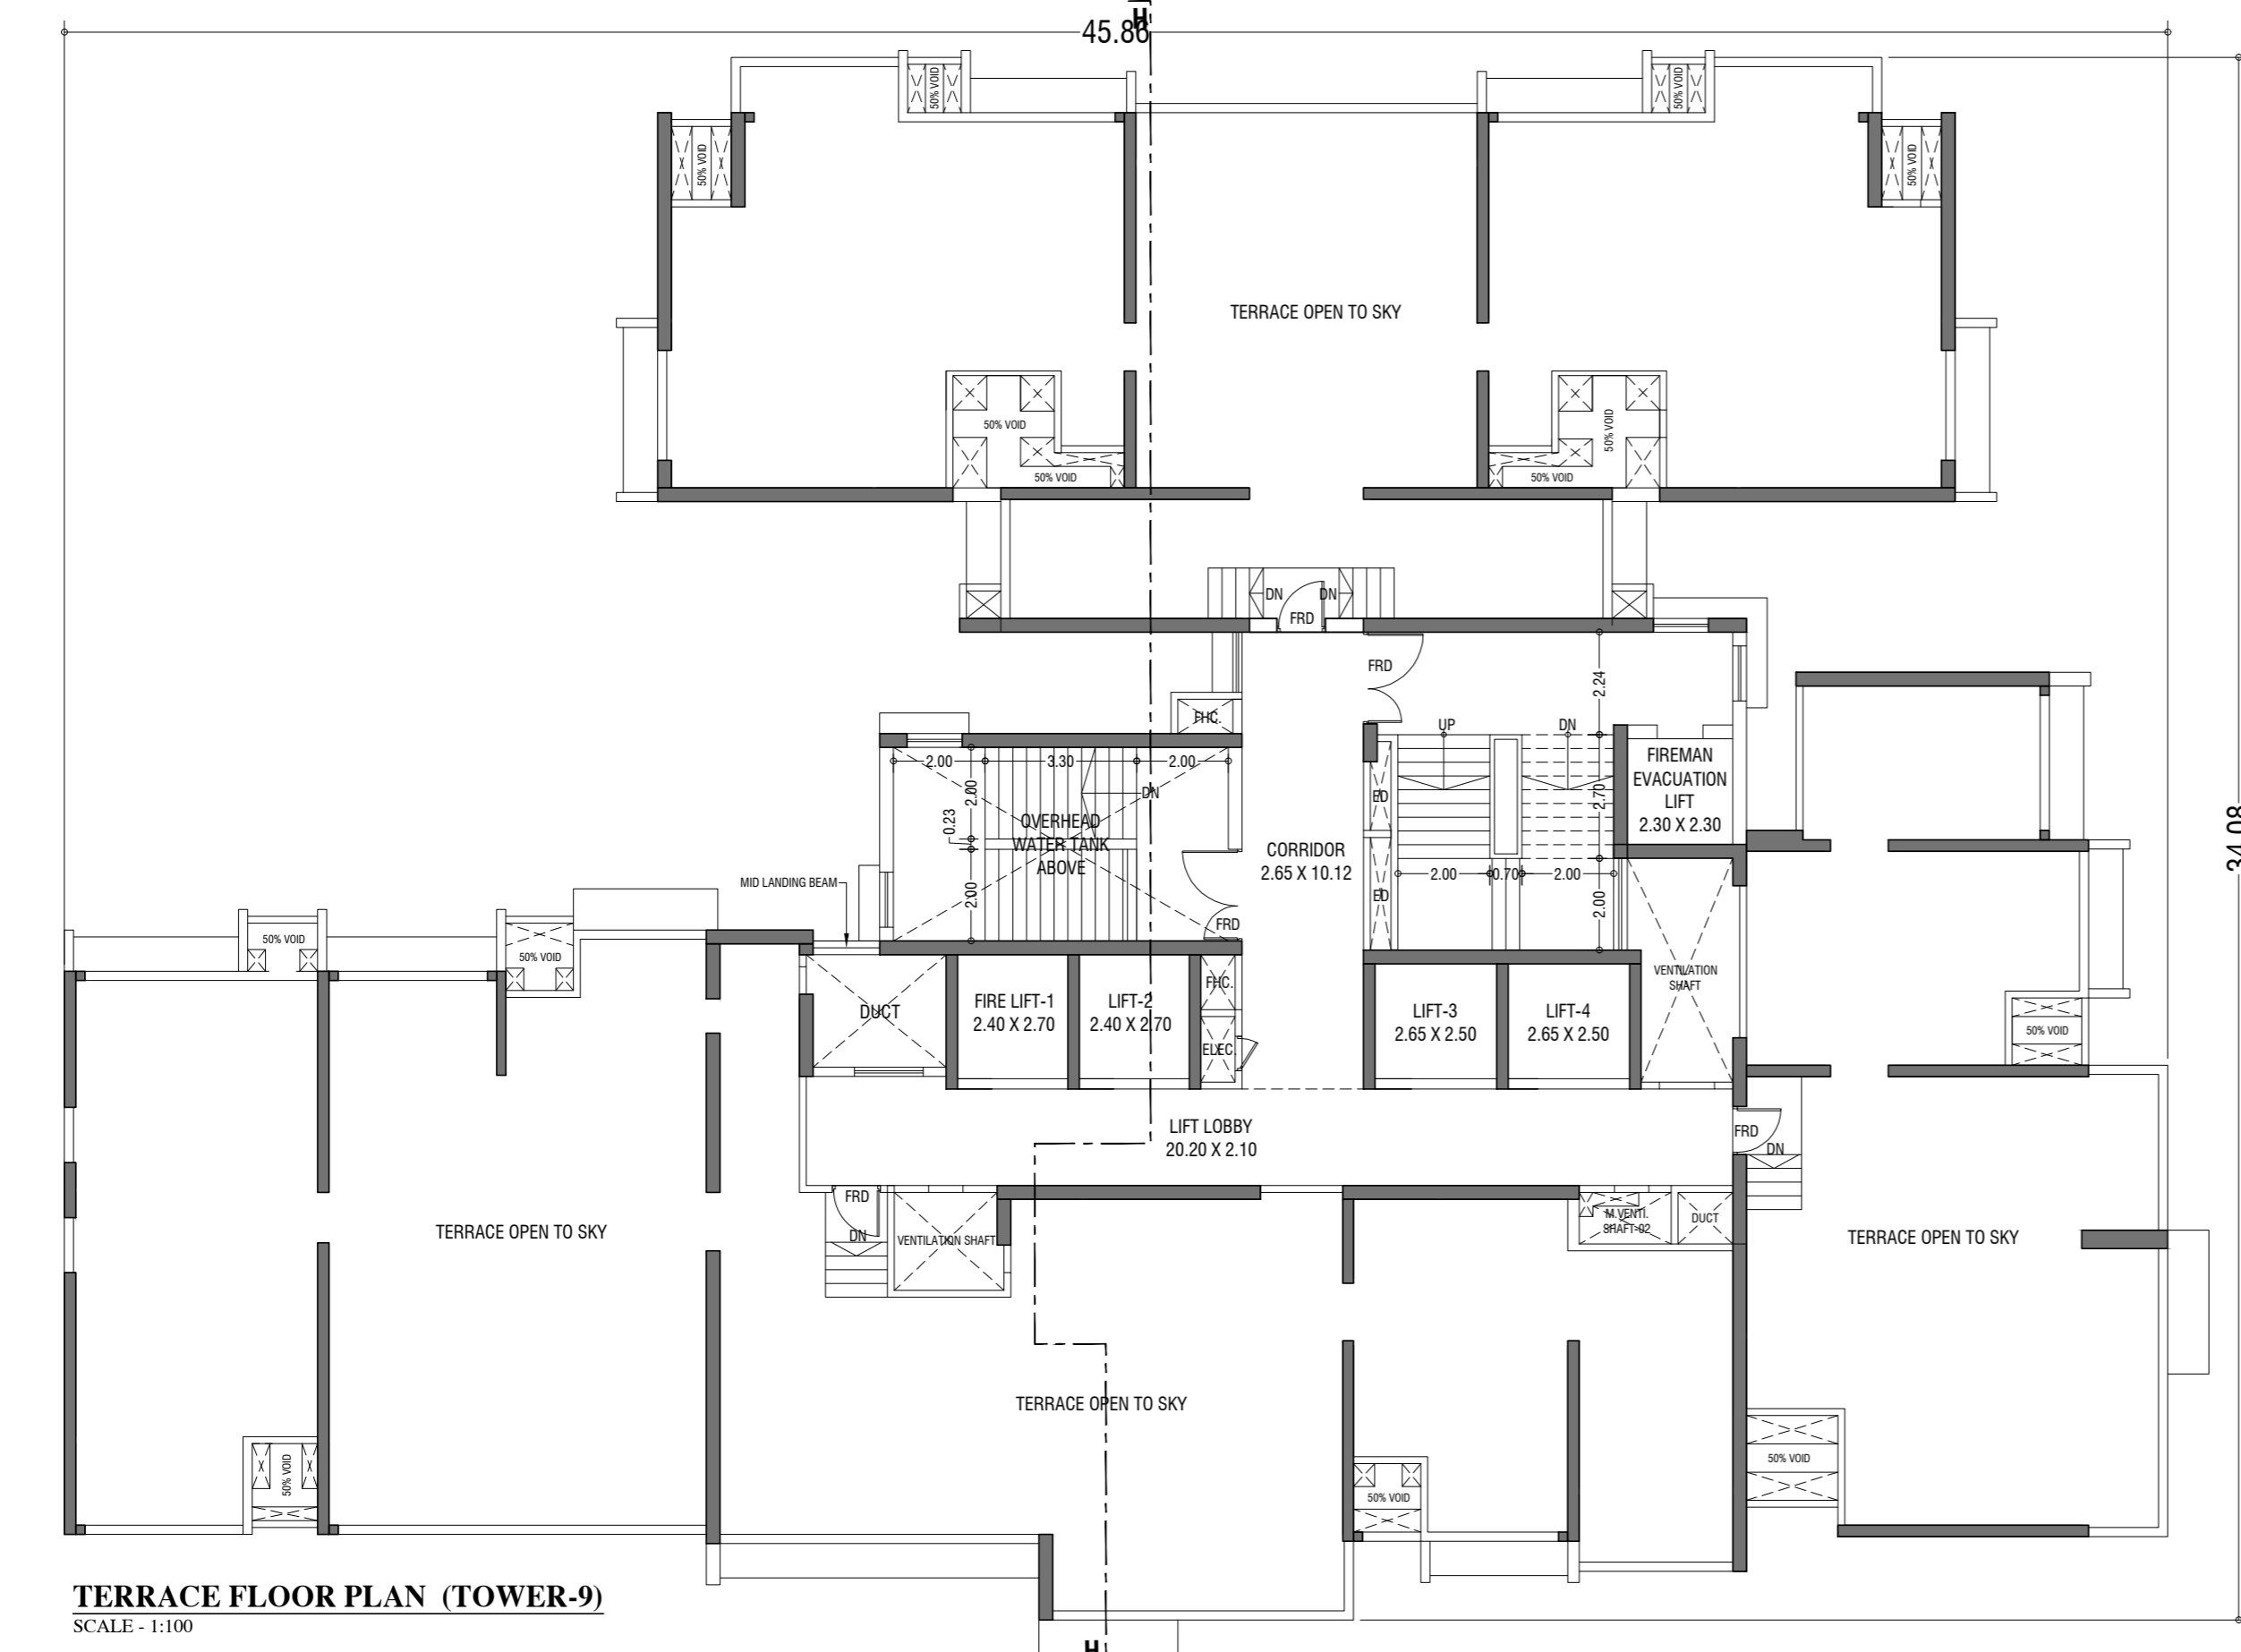 H
45.86
50% VOID
50% VOID
50% VOID
50% VOID
TERRACE OPEN TO SKY
50% VOID
50% VOID
50% VOID
50% VOID
DN
DN
FRD
FRD
2.24
FHC.
UP
DN
2.00
3.30
2.00
2.00
DN
0.23
OVERHEAD
WATER TANK
ABOVE
2.00
MID LANDING BEAM
FRD
CORRIDOR
2.65 X 10.12
ED
ED
2.70
2.00
0.70
2.00
2.00
FIREMAN
EVACUATION
LIFT
2.30 X 2.30
34.08
50% VOID
50% VOID
DUCT
FIRE LIFT-1
2.40 X 2.70
LIFT-2
2.40 X 2.70
FHC.
ELEC.
LIFT-3
2.65 X 2.50
LIFT-4
2.65 X 2.50
VENTILATION
SHAFT
50% VOID
LIFT LOBBY
20.20 X 2.10
FRD
DN
FRD
DN
VENTILATION SHAFT
M.VENTI.
SHAFT-02
DUCT
TERRACE OPEN TO SKY
TERRACE OPEN TO SKY
TERRACE OPEN TO SKY
50% VOID
50% VOID
50% VOID
TERRACE FLOOR PLAN (TOWER-9)
SCALE - 1:100
H